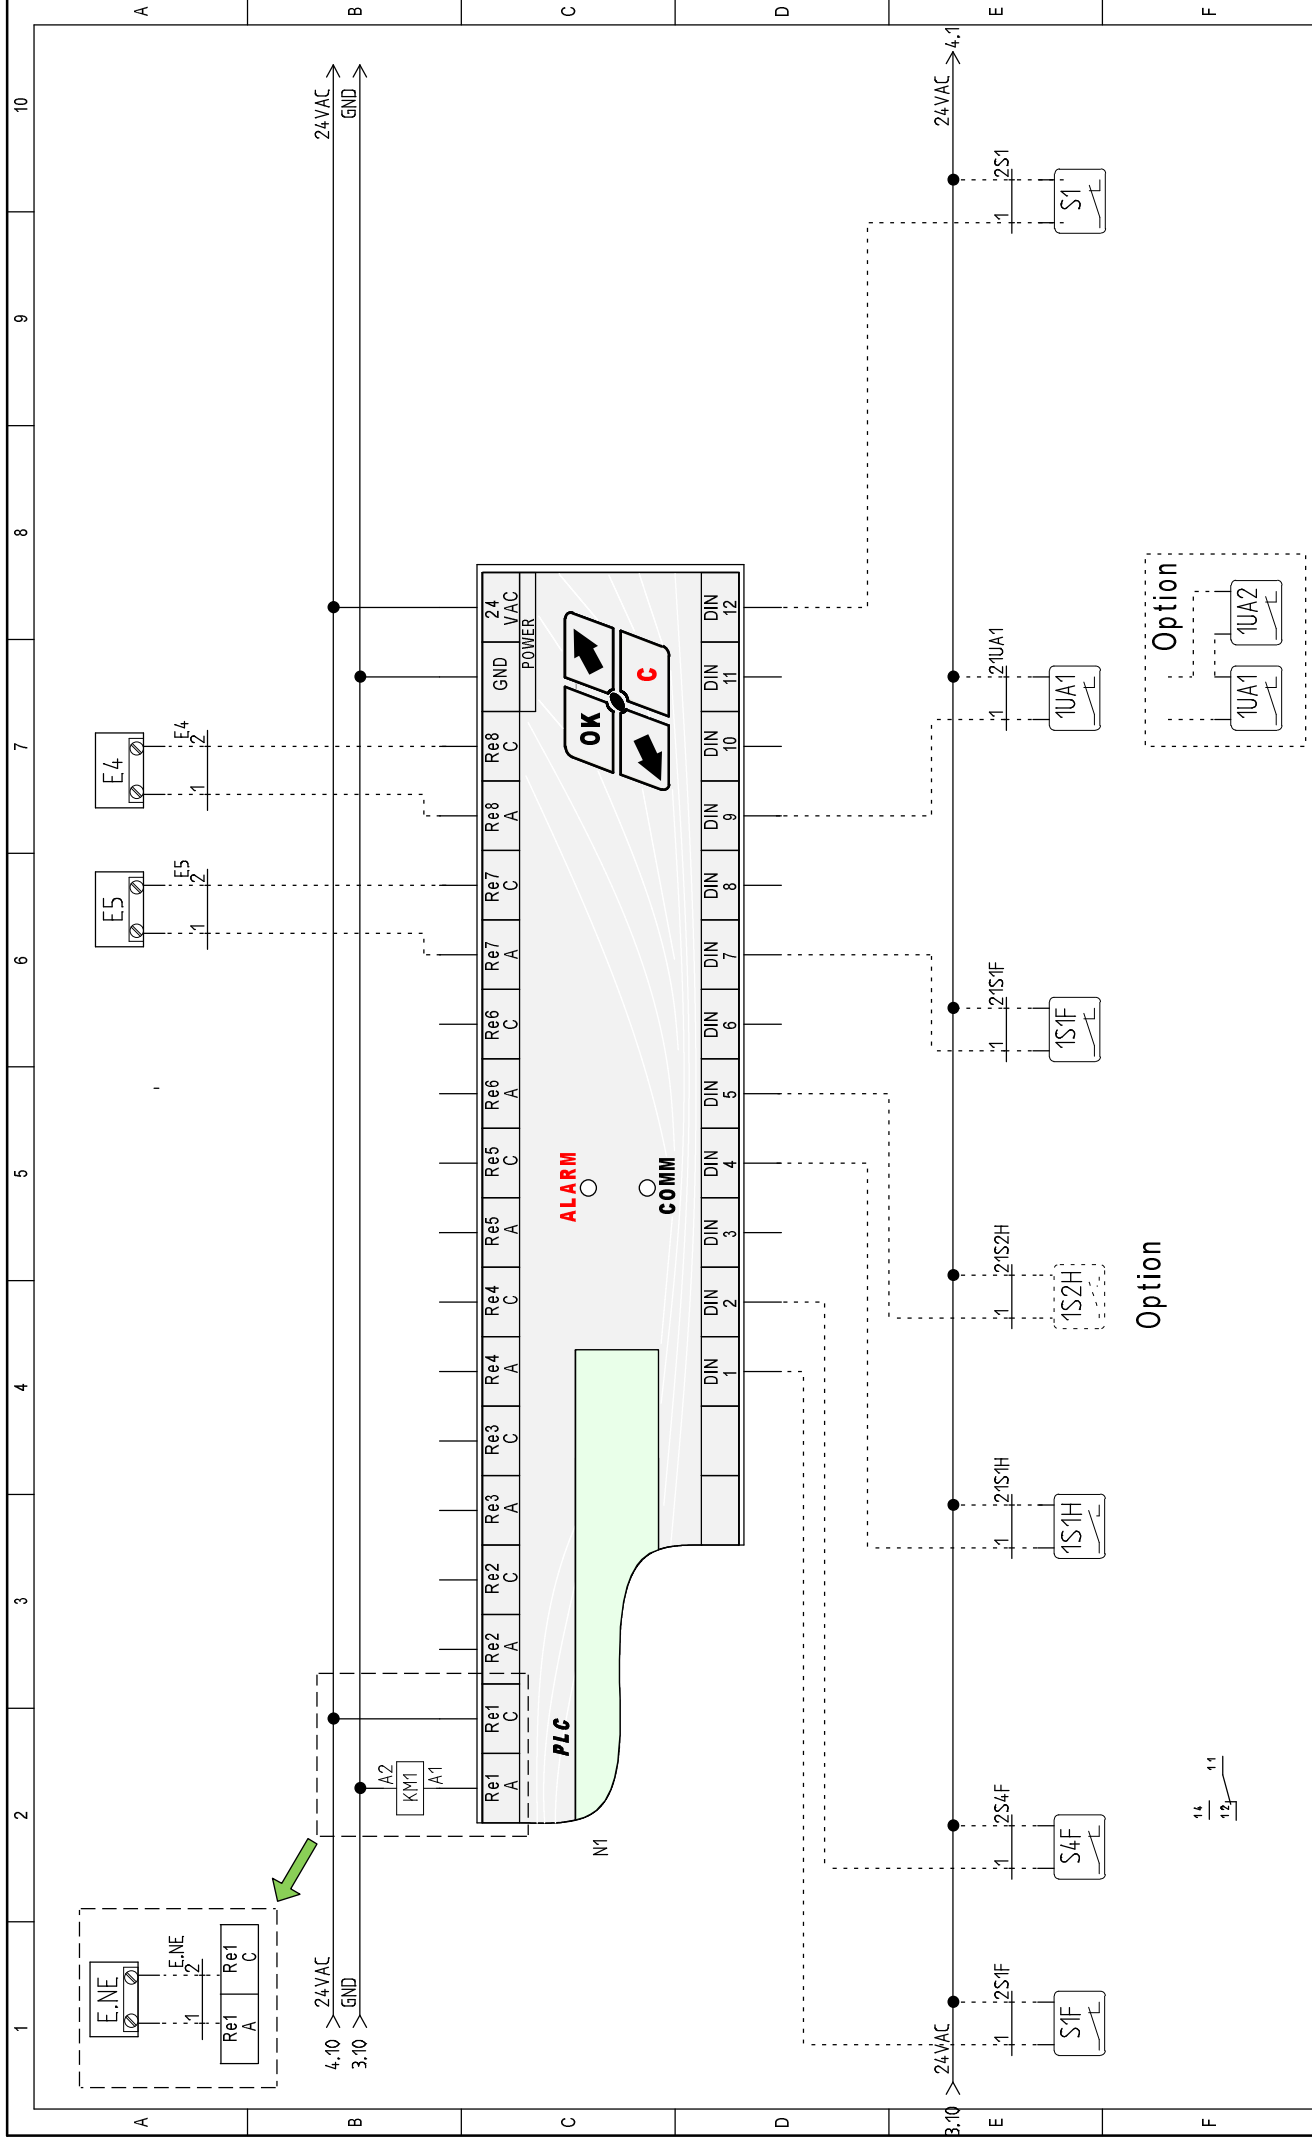 1
2
3
4
5
6
7
8
9
10
A
A
E.NE
1
2
E.NE
Re1
A
Re1
C
E5
1
2
E5
E4
1
2
E4
B
B
4.10
24VAC
24VAC
3.10
GND
GND
A2
KM1
A1
C
C
Re1
A
Re1
C
Re2
A
Re2
C
Re3
A
Re3
C
Re4
A
Re4
C
Re5
A
Re5
C
Re6
A
Re6
C
Re7
A
Re7
C
Re8
A
Re8
C
GND
24
VAC
POWER
PLC
N1
ALARM
COMM
OK
C
DIN
1
DIN
2
DIN
3
DIN
4
DIN
5
DIN
6
DIN
7
DIN
8
DIN
9
DIN
10
DIN
11
DIN
12
D
D
3.10
24VAC
24VAC
4.1
E
E
1
2S1F
S1F
1
2S4F
S4F
1
21S1H
1S1H
1
21S2H
1S2H
Option
1
21S1F
1S1F
1
21UA1
1UA1
1
2S1
S1
14
12
11
Option
1UA1
1UA2
F
F